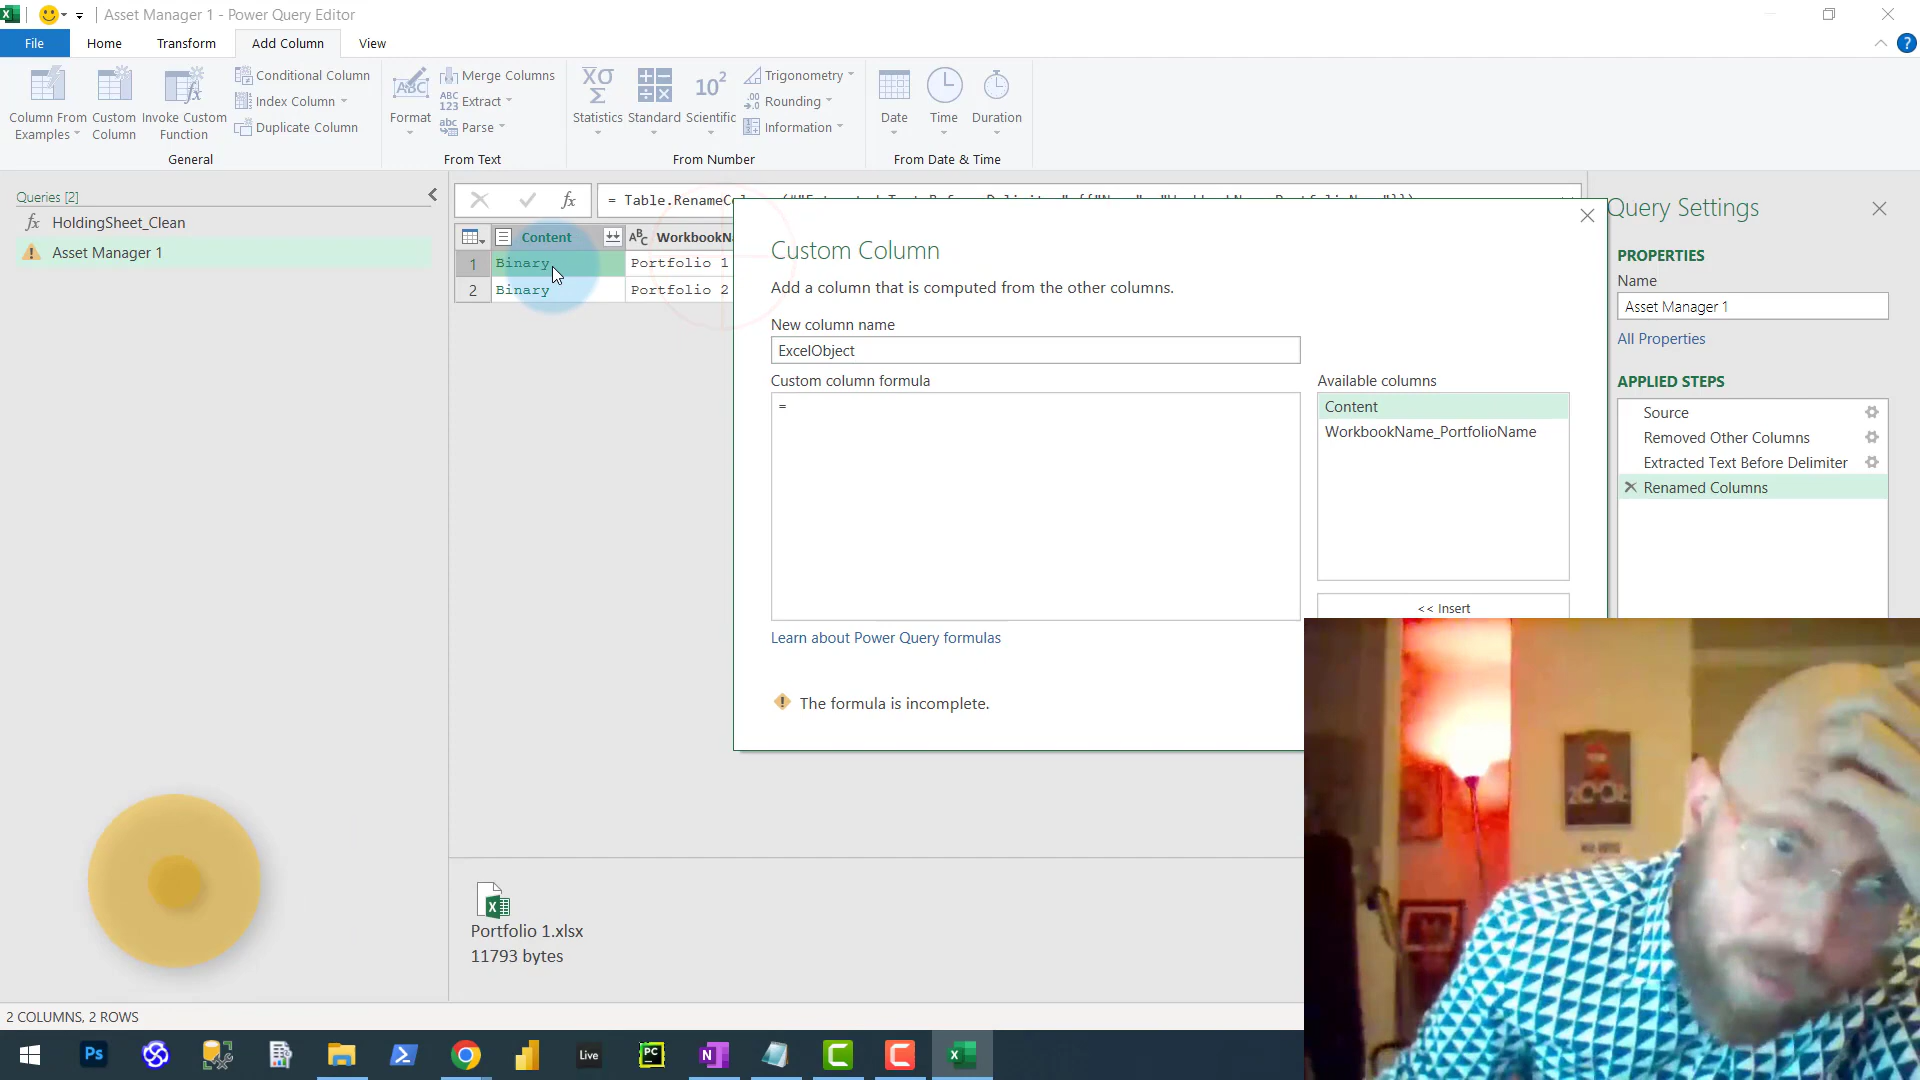 Asset Manager 1 - Power Query Editor
File Home Transform Add Column View
Column From Examples
Custom Column
Invoke Custom Function
Conditional Column
Index Column
Duplicate Column
General
Format
Merge Columns
Extract
Parse
From Text
Statistics
Standard
Scientific
Trigonometry
Rounding
Information
From Number
Date
Time
Duration
From Date & Time
Queries [2]
HoldingSheet_Clean
Asset Manager 1
Content
1 Binary Portfolio 1
2 Binary Portfolio 2
Custom Column
Add a column that is computed from the other columns.
New column name
ExcelObject
Custom column formula
=
Available columns
Content
WorkbookName_PortfolioName
<< Insert
Learn about Power Query formulas
The formula is incomplete.
Query Settings
PROPERTIES
Name
Asset Manager 1
All Properties
APPLIED STEPS
Source
Removed Other Columns
Extracted Text Before Delimiter
Renamed Columns
Portfolio 1.xlsx
11793 bytes
2 COLUMNS, 2 ROWS
Ps
Live
PC
N